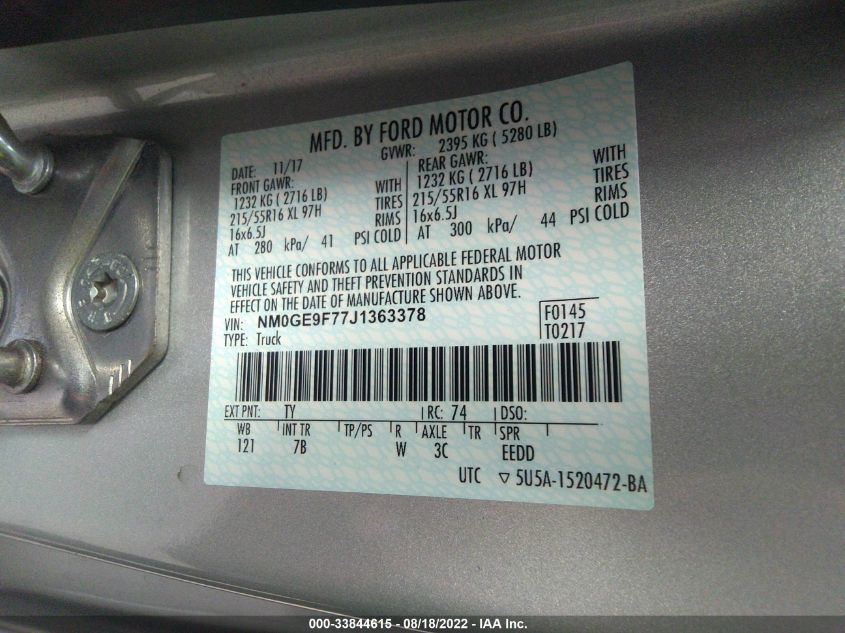 MFD. BY FORD MOTOR CO.
DATE: 11/17 GVWR: 2395 KG ( 5280 LB)
FRONT GAWR: REAR GAWR:
1232 KG ( 2716 LB) WITH 1232 KG ( 2716 LB) WITH
215/55R16 XL 97H TIRES 215/55R16 XL 97H TIRES
16x6.5J RIMS 16x6.5J RIMS
AT 280 kPa/ 41 PSI COLD AT 300 kPa/ 44 PSI COLD
THIS VEHICLE CONFORMS TO ALL APPLICABLE FEDERAL MOTOR
VEHICLE SAFETY AND THEFT PREVENTION STANDARDS IN
EFFECT ON THE DATE OF MANUFACTURE SHOWN ABOVE.
VIN: NM0GE9F77J1363378 F0145
TYPE: Truck T0217
EXT PNT: TY RC: 74 DSO:
WB INT TR TP/PS R AXLE TR SPR
121 7B W 3C EEDD
UTC ▽ 5U5A-1520472-BA
000-33844615 - 08/18/2022 - IAA Inc.